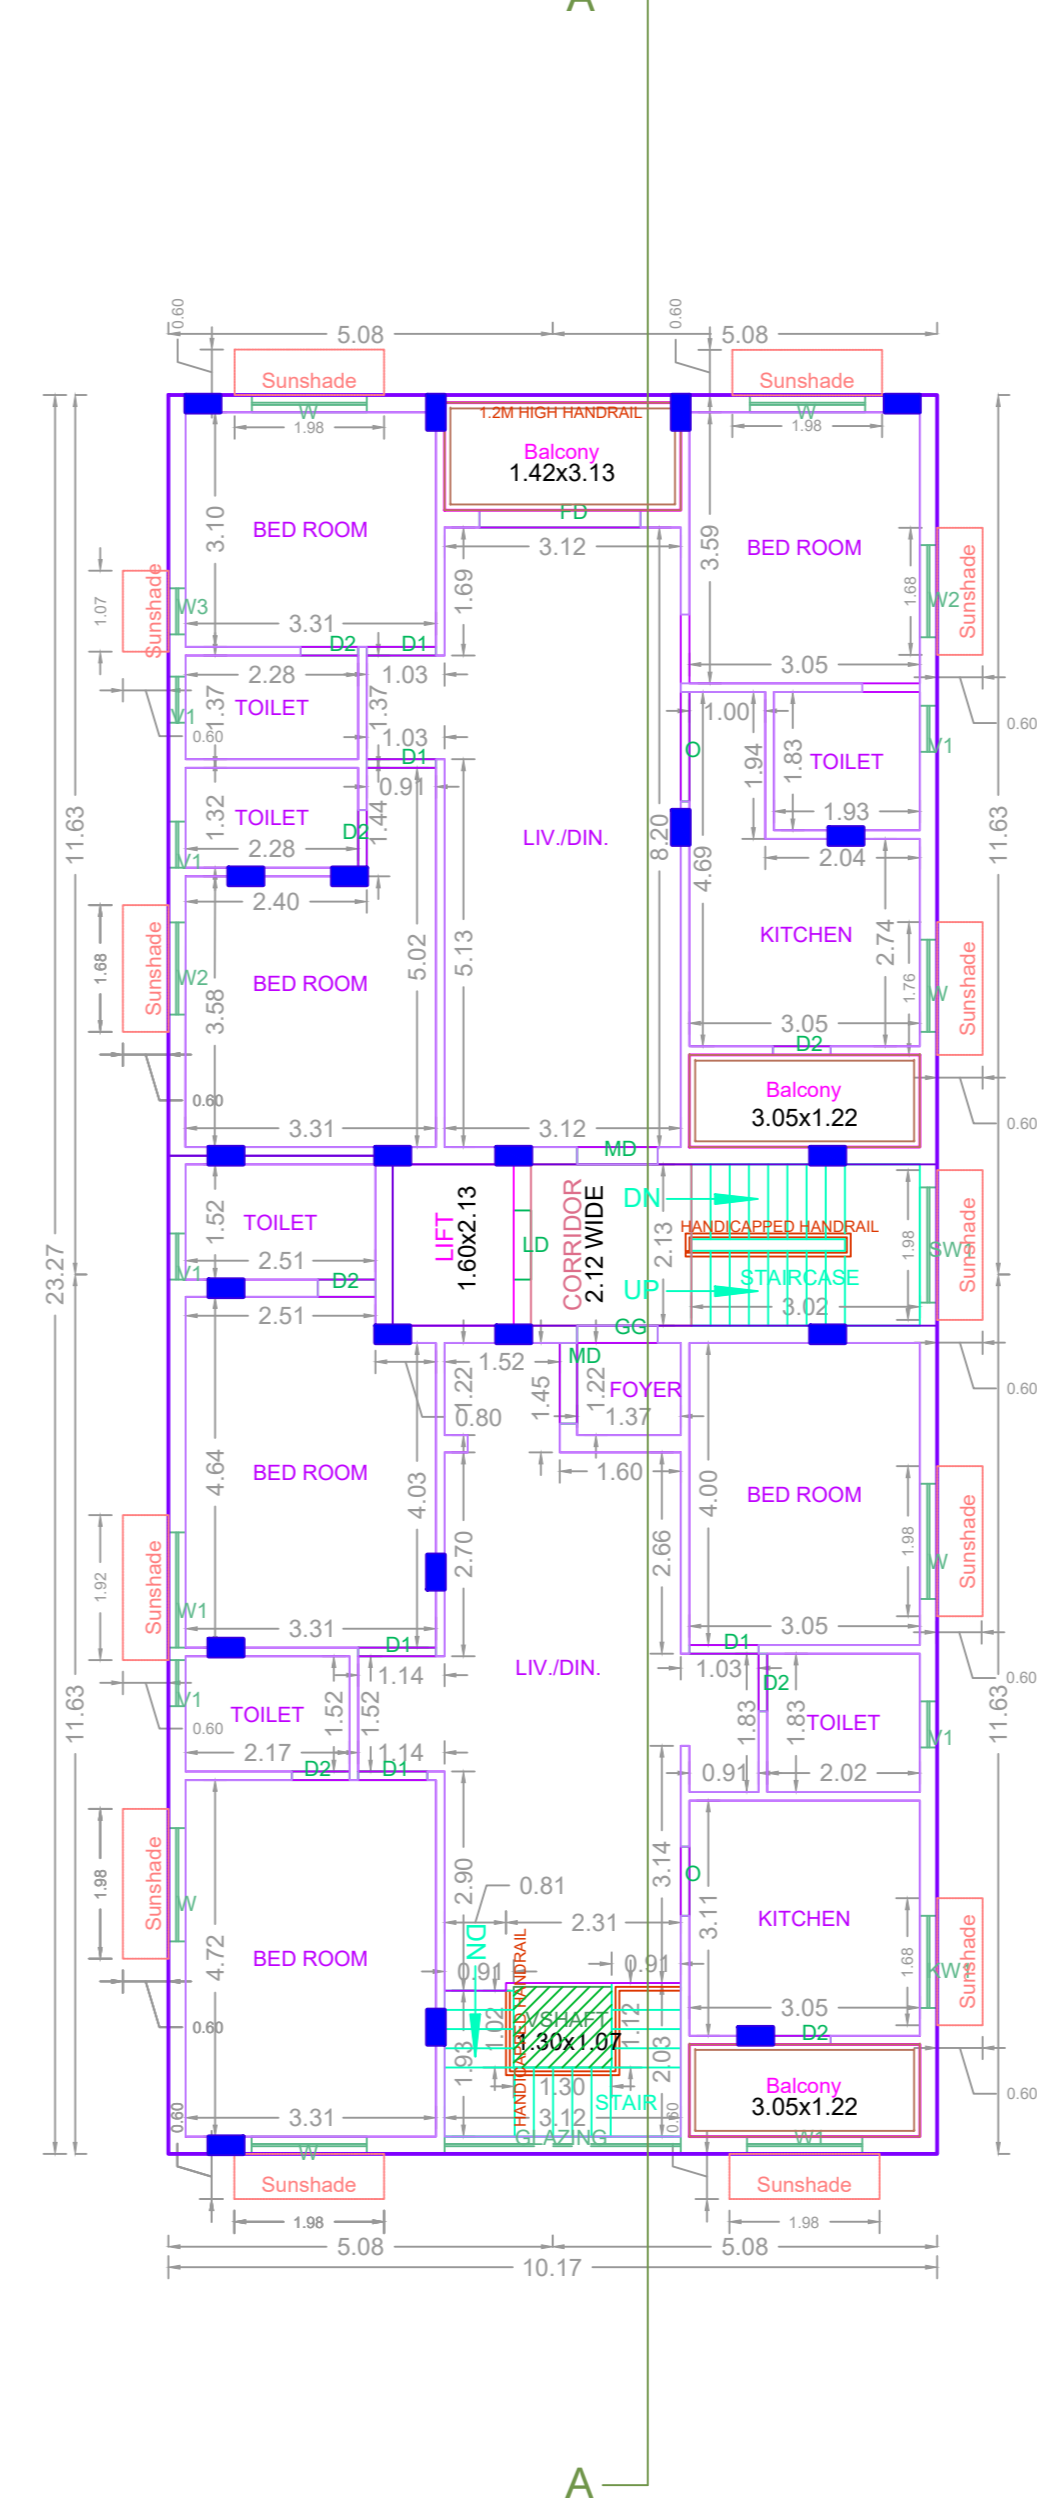 A
0.60
0.60
5.08
5.08
Sunshade
Sunshade
W
1.2M HIGH HANDRAIL
W
1.98
1.98
Balcony
1.42x3.13
FD
3.10
BED ROOM
3.12
3.59
BED ROOM
1.69
1.68
Sunshade
W2
1.07
Sunshade
W3
3.31
D2
D1
3.05
2.28
1.03
1.37
TOILET
1.37
V1
0.60
1.03
D1
1.00
0.60
O
1.94
1.83
V1
TOILET
0.91
1.32
TOILET
1.44
D2
2.28
V1
LIV./DIN.
8.20
1.93
2.04
11.63
11.63
4.69
2.40
KITCHEN
2.74
5.02
5.13
1.68
Sunshade
W2
BED ROOM
3.58
1.76
W
Sunshade
3.05
D2
0.60
Balcony
3.05x1.22
0.60
3.31
3.12
MD
1.52
TOILET
V1
2.51
D2
2.51
LIFT
1.60x2.13
LD
CORRIDOR
2.12 WIDE
DN
2.13
HANDICAPPED HANDRAIL
STAIRCASE
UP
3.02
1.98
SW1
Sunshade
23.27
GG
MD
1.52
1.22
1.45
1.22
FOYER
0.80
1.37
1.60
0.60
4.64
BED ROOM
4.03
4.00
BED ROOM
1.98
W
Sunshade
2.70
2.66
1.92
Sunshade
W1
3.31
D1
3.05
D1
1.14
LIV./DIN.
1.03
D2
0.60
V1
TOILET
1.52
1.52
0.60
1.83
1.83
TOILET
V1
11.63
11.63
2.17
1.14
D2
D1
0.91
2.02
1.98
Sunshade
W
2.90
3.14
O
0.81
2.31
3.11
KITCHEN
1.68
KW1
Sunshade
4.72
BED ROOM
DN
HANDICAPPED HANDRAIL
0.91
0.91
1.02
1.12
1.30x1.07
0.60
1.93
2.03
1.30
STAIR
3.05
D2
Balcony
3.05x1.22
0.60
0.60
3.31
3.12
0.60
GLAZING
W
W1
Sunshade
Sunshade
1.98
1.98
5.08
5.08
10.17
A